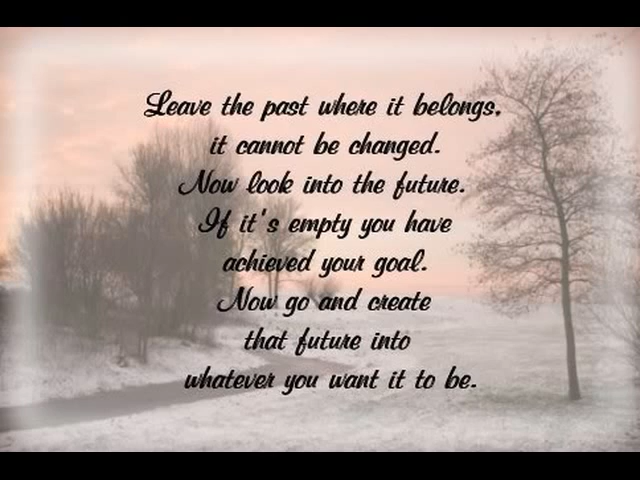 Leave the past where it belongs,
it cannot be changed.
Now look into the future.
If it's empty you have
achieved your goal.
Now go and create
that future into
whatever you want it to be.